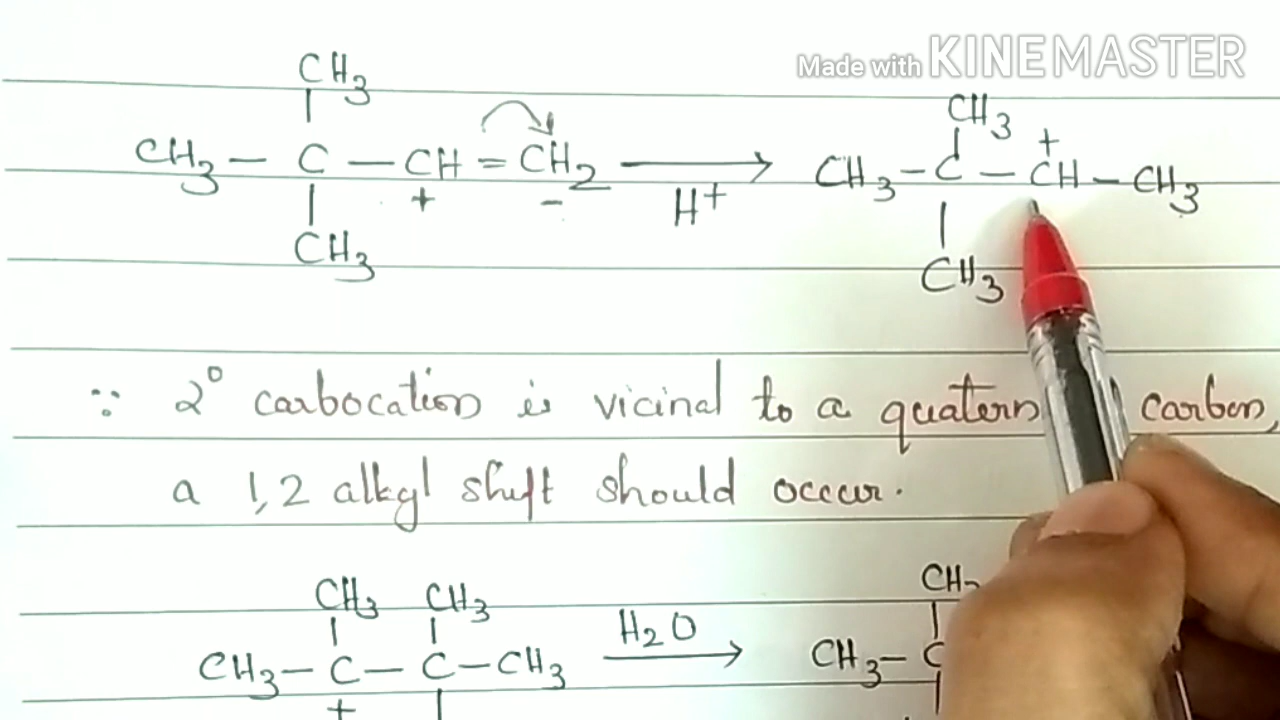 Made with KINEMASTER
CH3
CH3 – C – CH = CH2 ⟶ CH3 – C – CH – CH3
CH3
+
+ –
H+
CH3
CH3
∵ 2° carbocation is vicinal to a quatern carbon,
a 1,2 alkyl shift should occur.
CH3 CH3
CH3 – C – C – CH3 ⟶ CH3 – C
H2O
CH
+